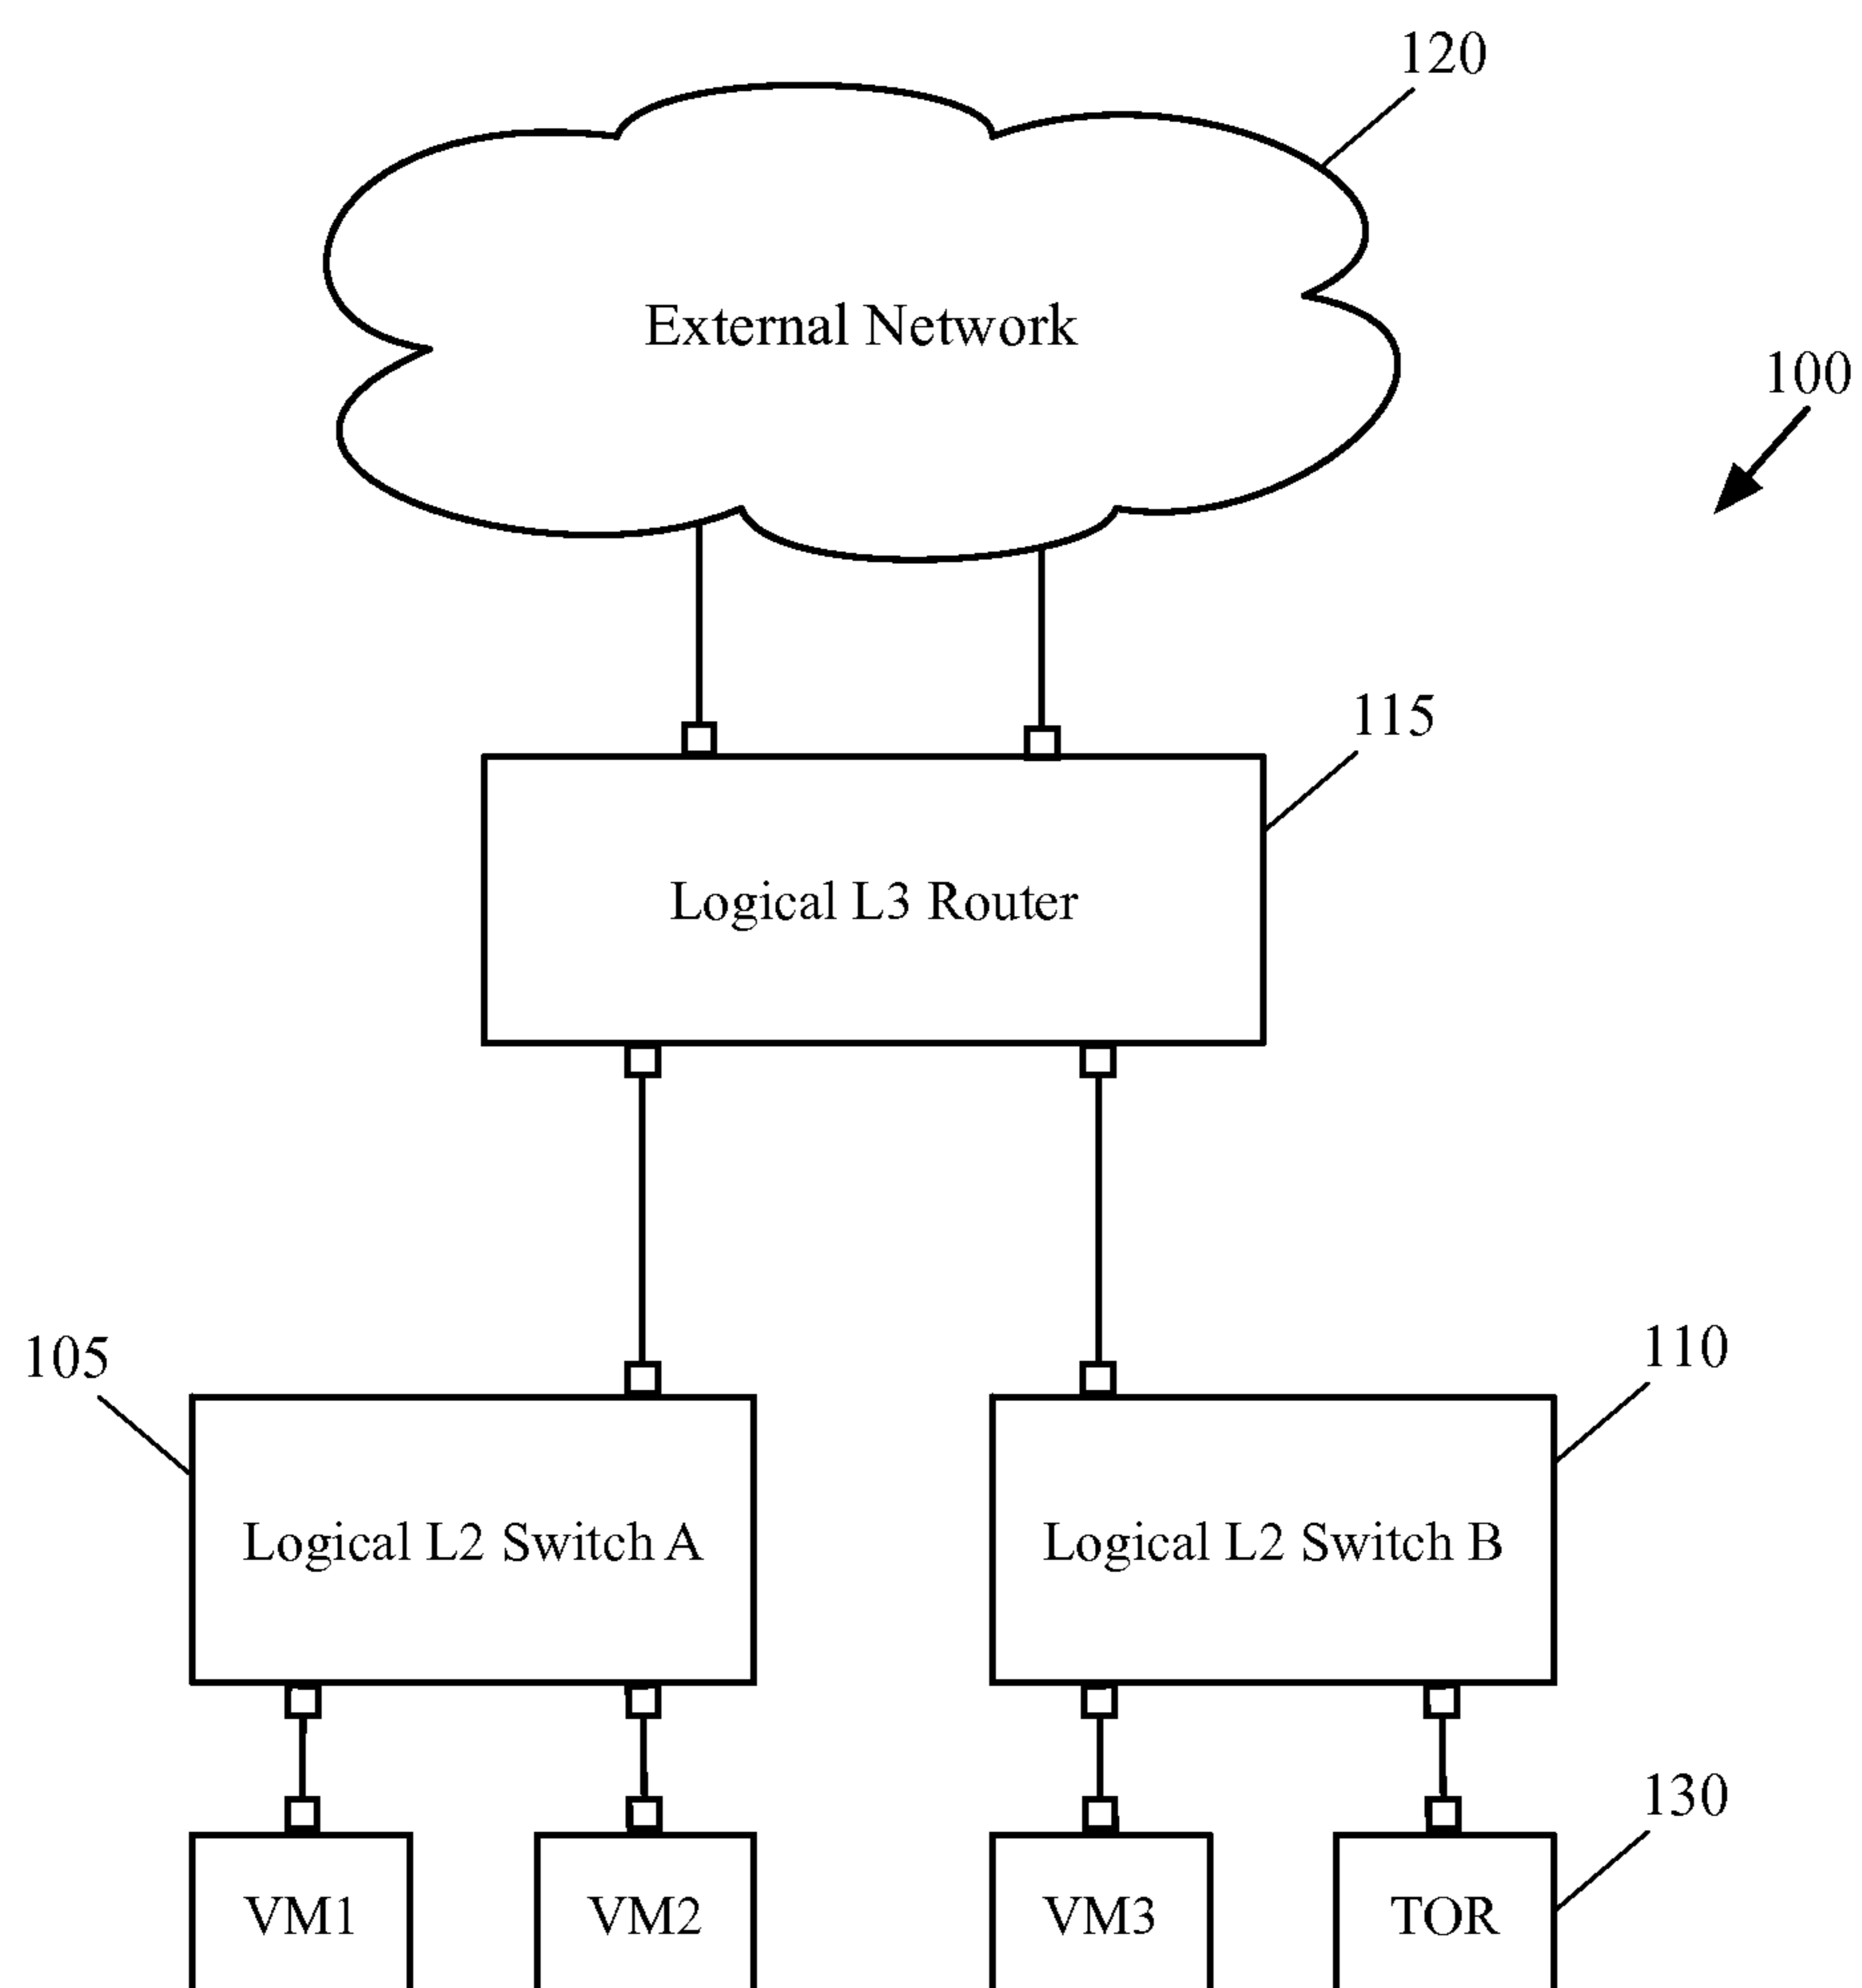 120
External Network
100
115
Logical L3 Router
105
110
Logical L2 Switch A
Logical L2 Switch B
130
VM1
VM2
VM3
TOR